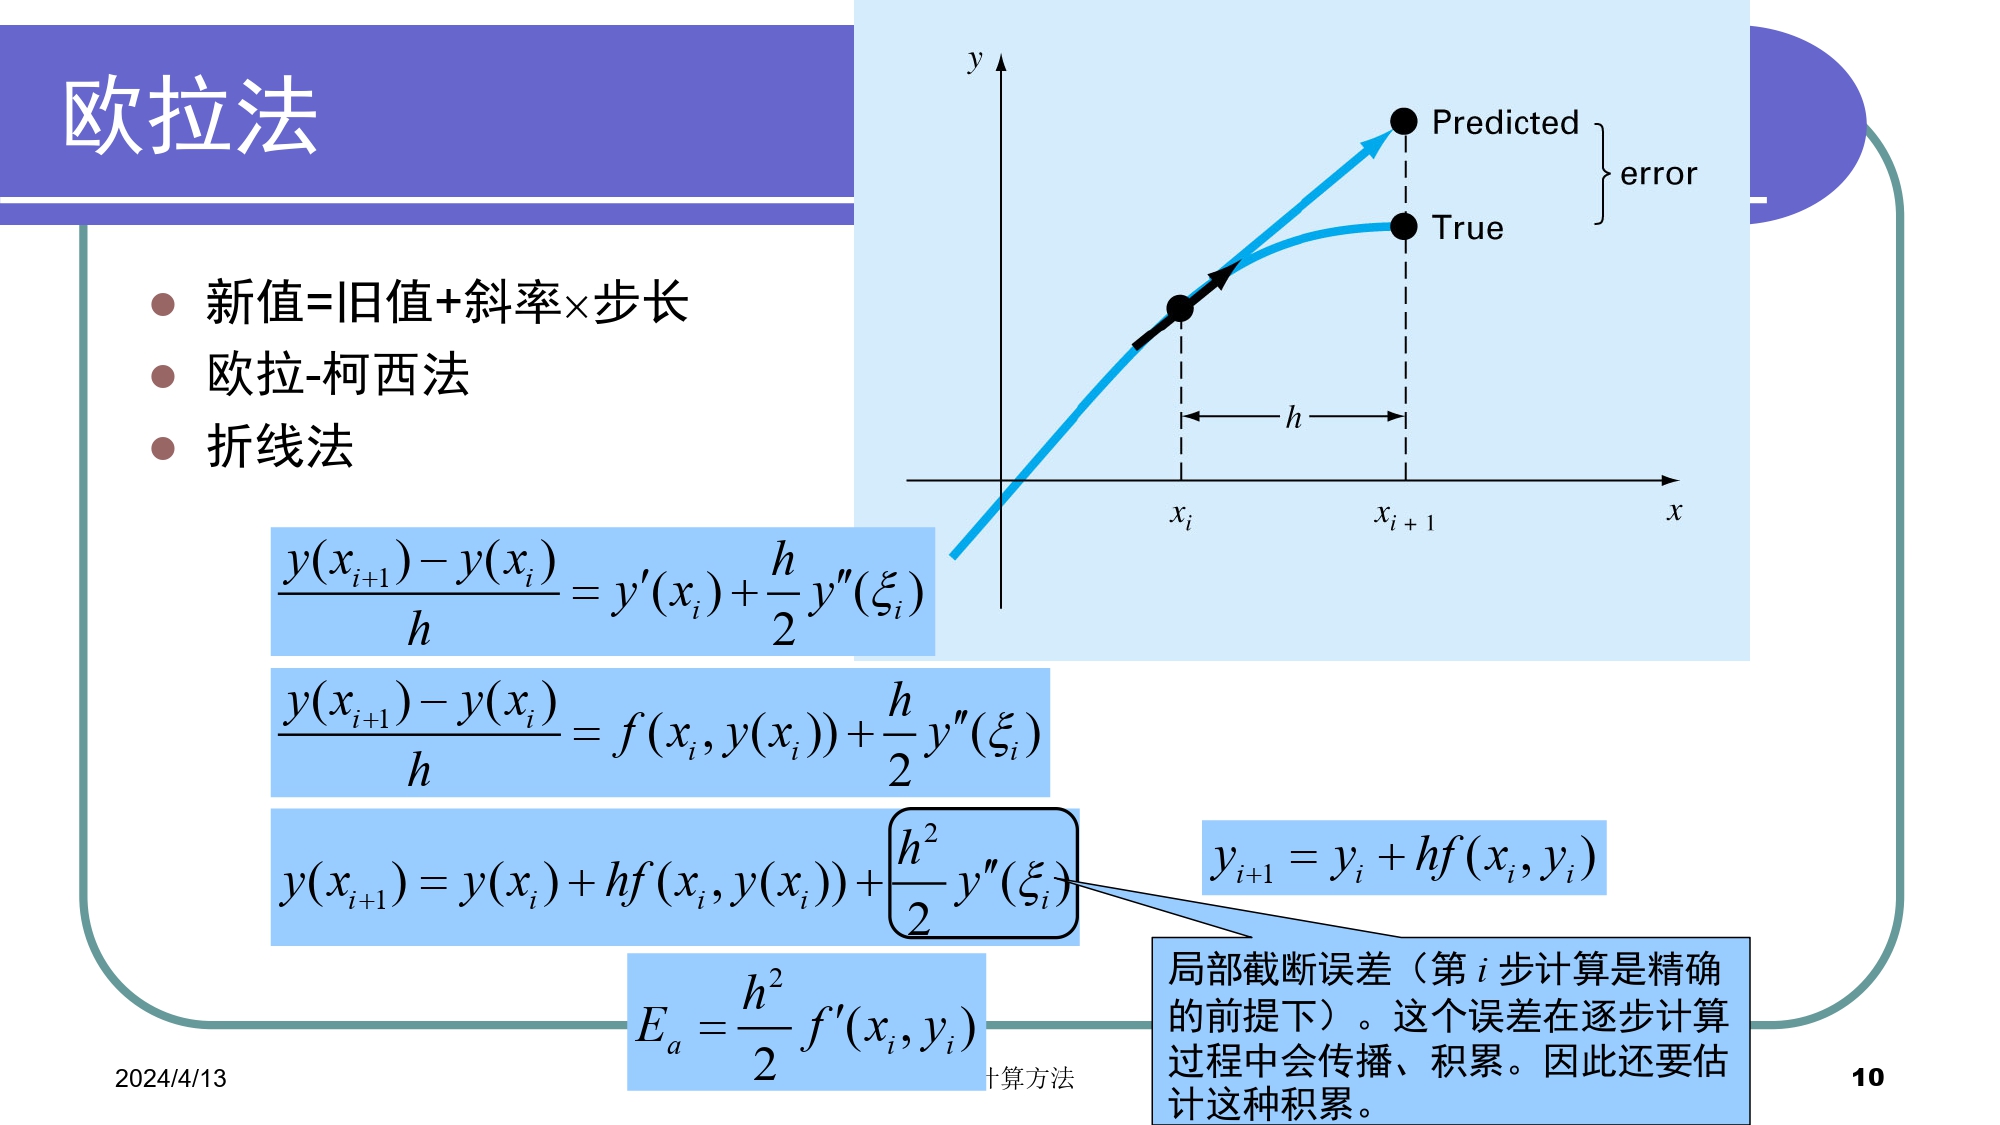 欧拉法
新值=旧值+斜率×步长
欧拉-柯西法
折线法
y
Predicted
error
True
h
x_i
x_{i + 1}
x
\frac{y(x_{i+1}) - y(x_i)}{h} = y'(x_i) + \frac{h}{2} y''(ξ_i)
\frac{y(x_{i+1}) - y(x_i)}{h} = f(x_i, y(x_i)) + \frac{h}{2} y''(ξ_i)
y(x_{i+1}) = y(x_i) + hf(x_i, y(x_i)) + \frac{h^2}{2} y''(ξ_i)
y_{i+1} = y_i + hf(x_i, y_i)
局部截断误差（第 i 步计算是精确
的前提下）。这个误差在逐步计算
过程中会传播、积累。因此还要估
计这种积累。
E_a = \frac{h^2}{2} f'(x_i, y_i)
2024/4/13
计算方法
10